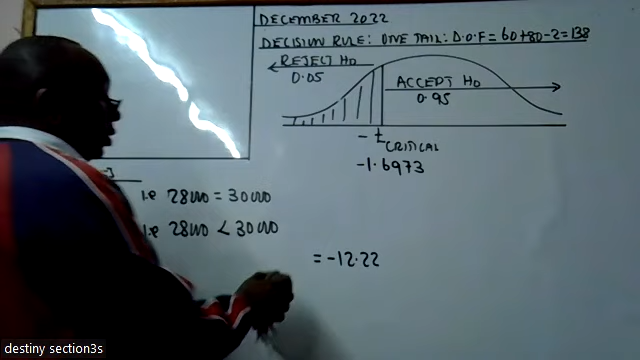 DECEMBER 2022
DECISION RULE: ONE TAIL: D.O.F = 60+80-2=138
REJECT H0
0.05
ACCEPT H0
0.95
- t CRITICAL
-1.6973
i.e 28000 = 30000
i.e 28000 < 30000
= -12.22
destiny section3s